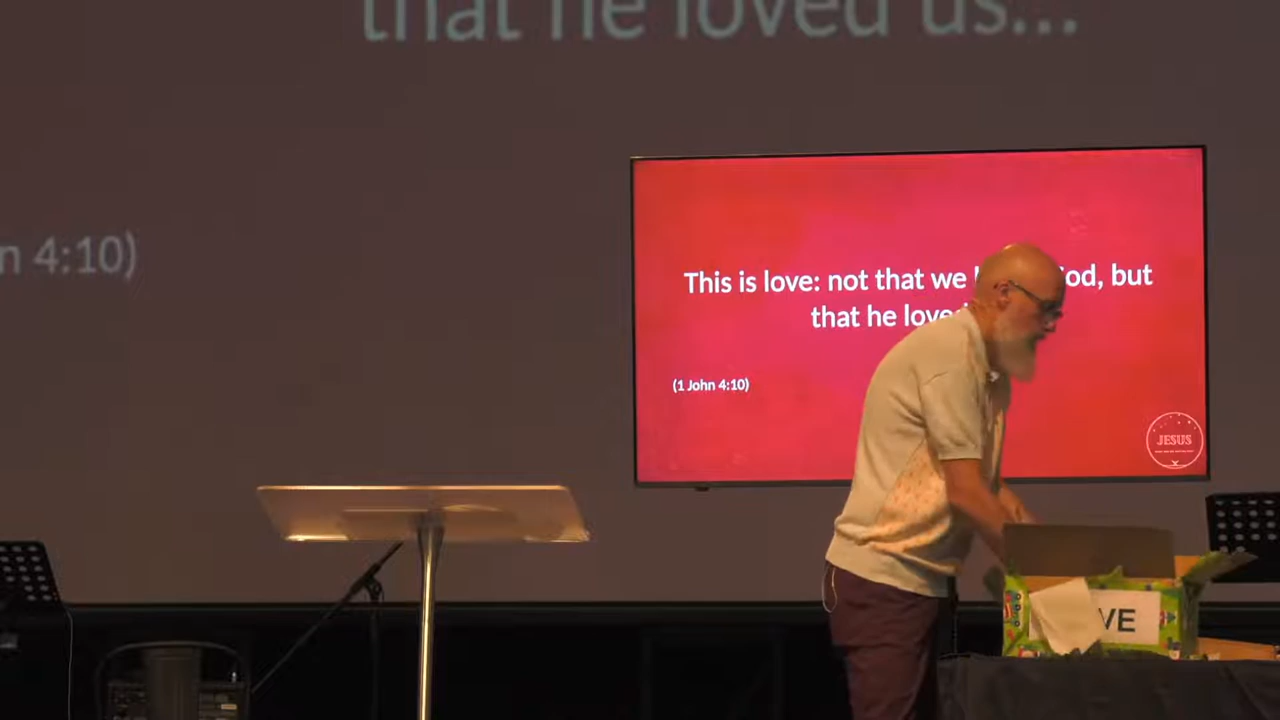 that he loved us...
n 4:10)
This is love: not that we od, but
that he love
(1 John 4:10)
JESUS
VE